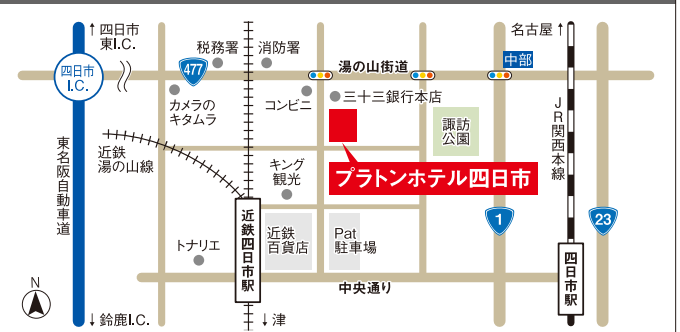 ↑四日市
東I.C.
税務署
消防署
名古屋↑
四日市
I.C.
477
湯の山街道
中部
カメラの
キタムラ
コンビニ
三十三銀行本店
諏訪
公園
JR関西本線
東名阪自動車道
近鉄
湯の山線
キング
観光
プラトンホテル四日市
近鉄四日市駅
近鉄
百貨店
Pat
駐車場
1
23
トナリエ
四日市駅
中央通り
N
↓鈴鹿I.C.
↓津